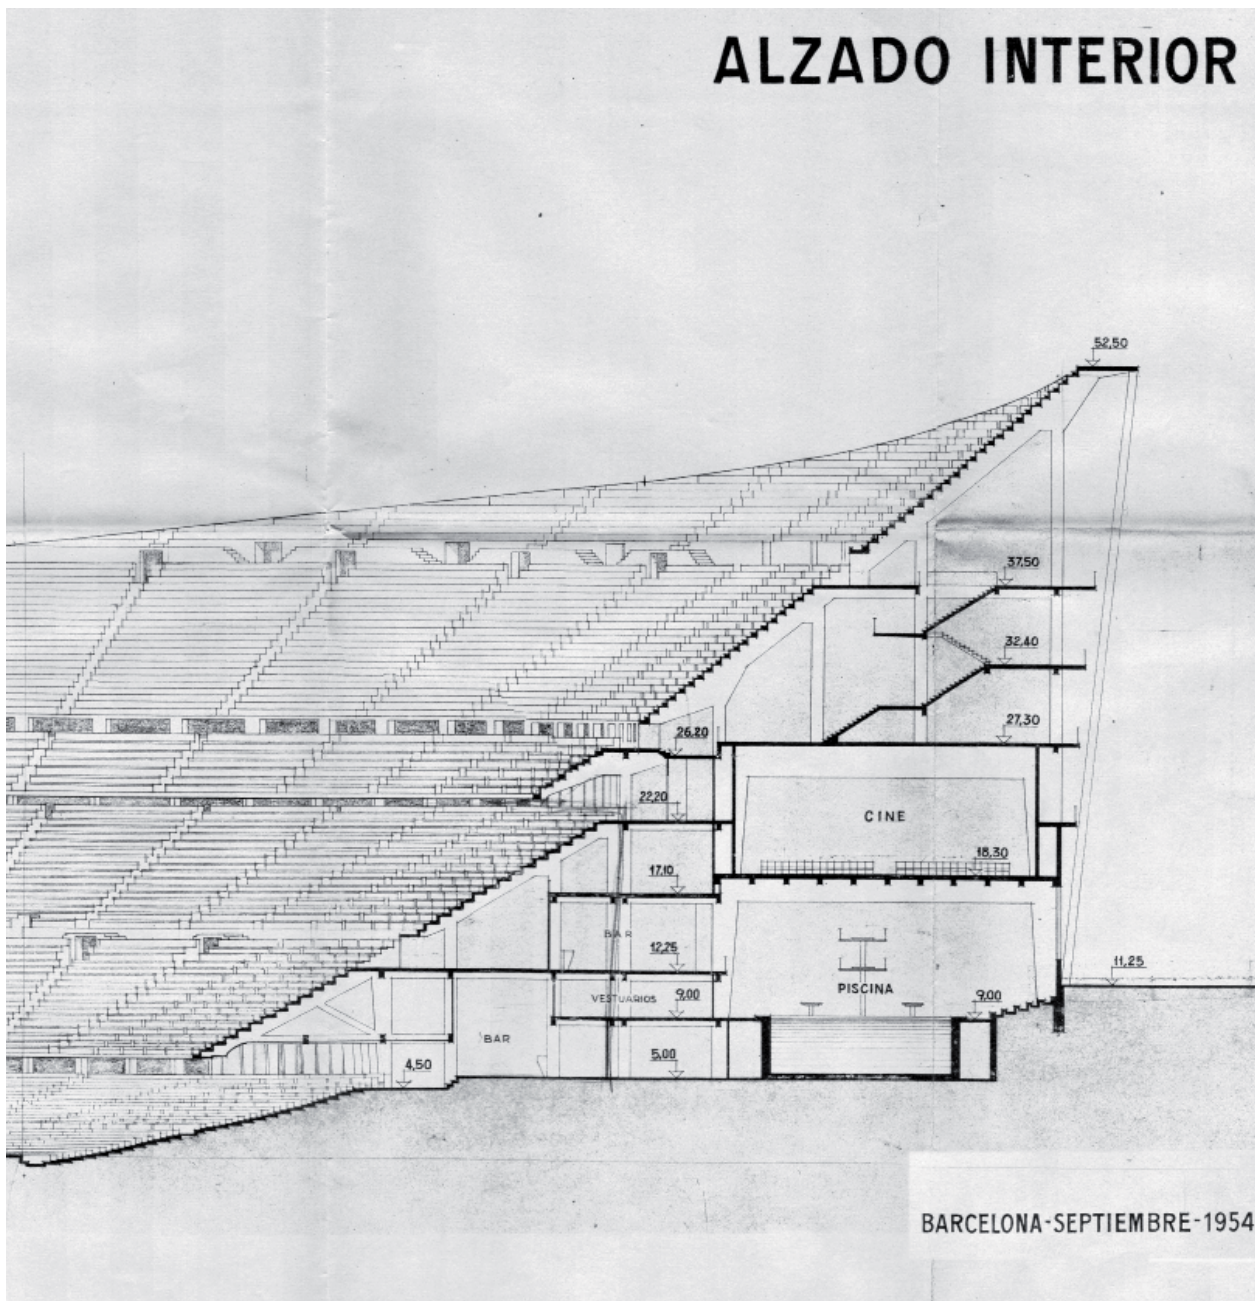 ALZADO INTERIOR
52,50
37,50
32,40
27,30
26,20
22,20
CINE
18,30
17,10
BAR
12,25
11,25
PISCINA
VESTUARIOS
9,00
9,00
BAR
5,00
4,50
BARCELONA-SEPTIEMBRE-1954